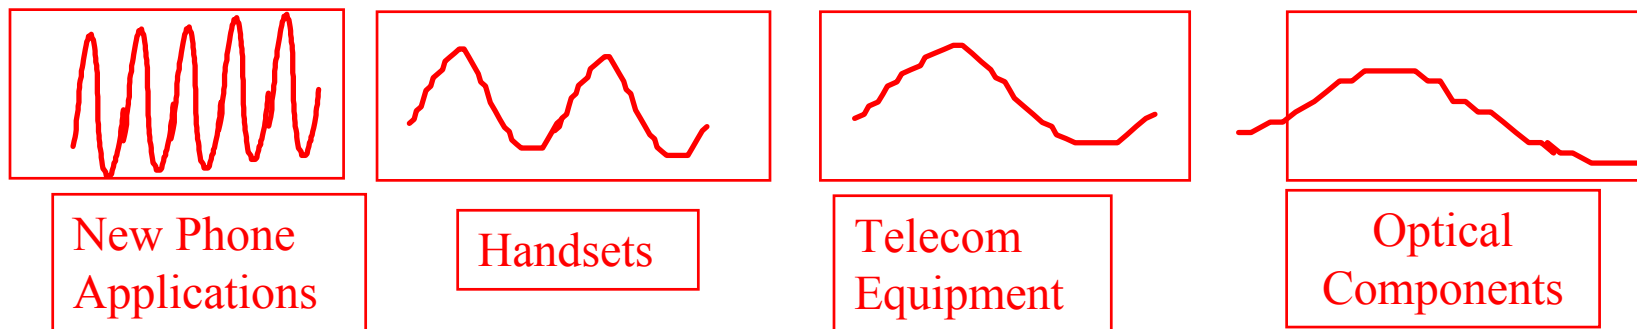 New Phone
Applications
Handsets
Telecom
Equipment
Optical
Components